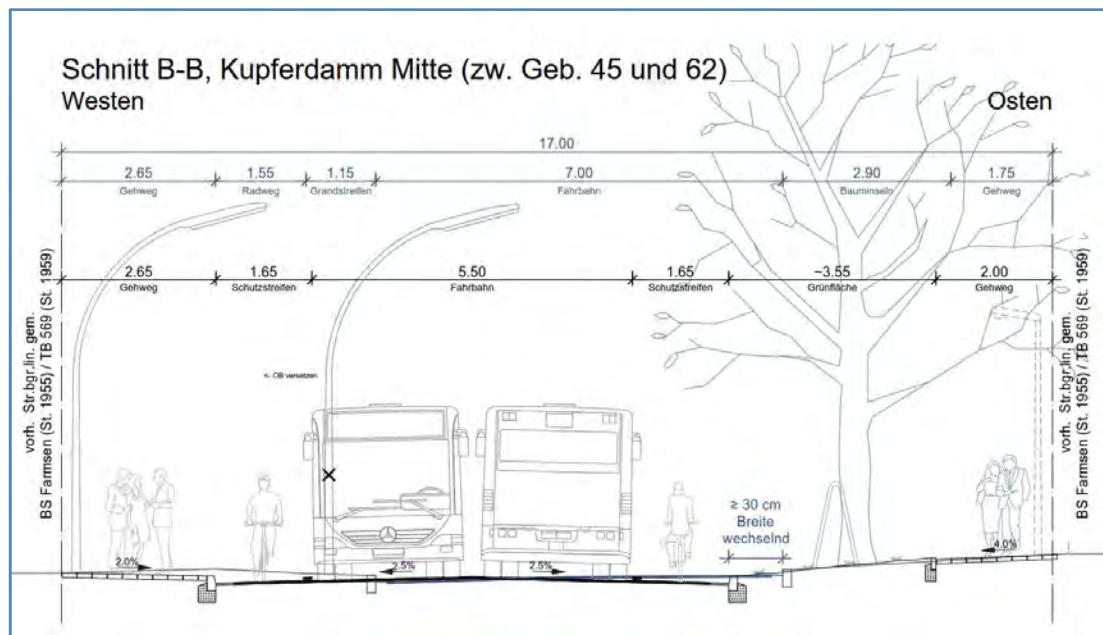 Schnitt B-B, Kupferdamm Mitte (zw. Geb. 45 und 62)
Westen
Osten
17.00
2.65
1.55
1.15
7.00
2.90
1.75
Gehweg
Radweg
Grandstreifen
Fahrbahn
Bauminseln
Gehweg
2.65
1.65
5.50
1.65
~3.55
2.00
Gehweg
Schutzstreifen
Fahrbahn
Schutzstreifen
Grünfläche
Gehweg
vorh. Str.bgr.lin. gem.
BS Farmsen (St. 1955) / TB 569 (St. 1959)
<- ÖB versetzen
≥ 30 cm
Breite
wechselnd
2.0%
2.5%
2.5%
4.0%
vorh. Str.bgr.lin. gem.
BS Farmsen (St. 1955) / TB 569 (St. 1959)